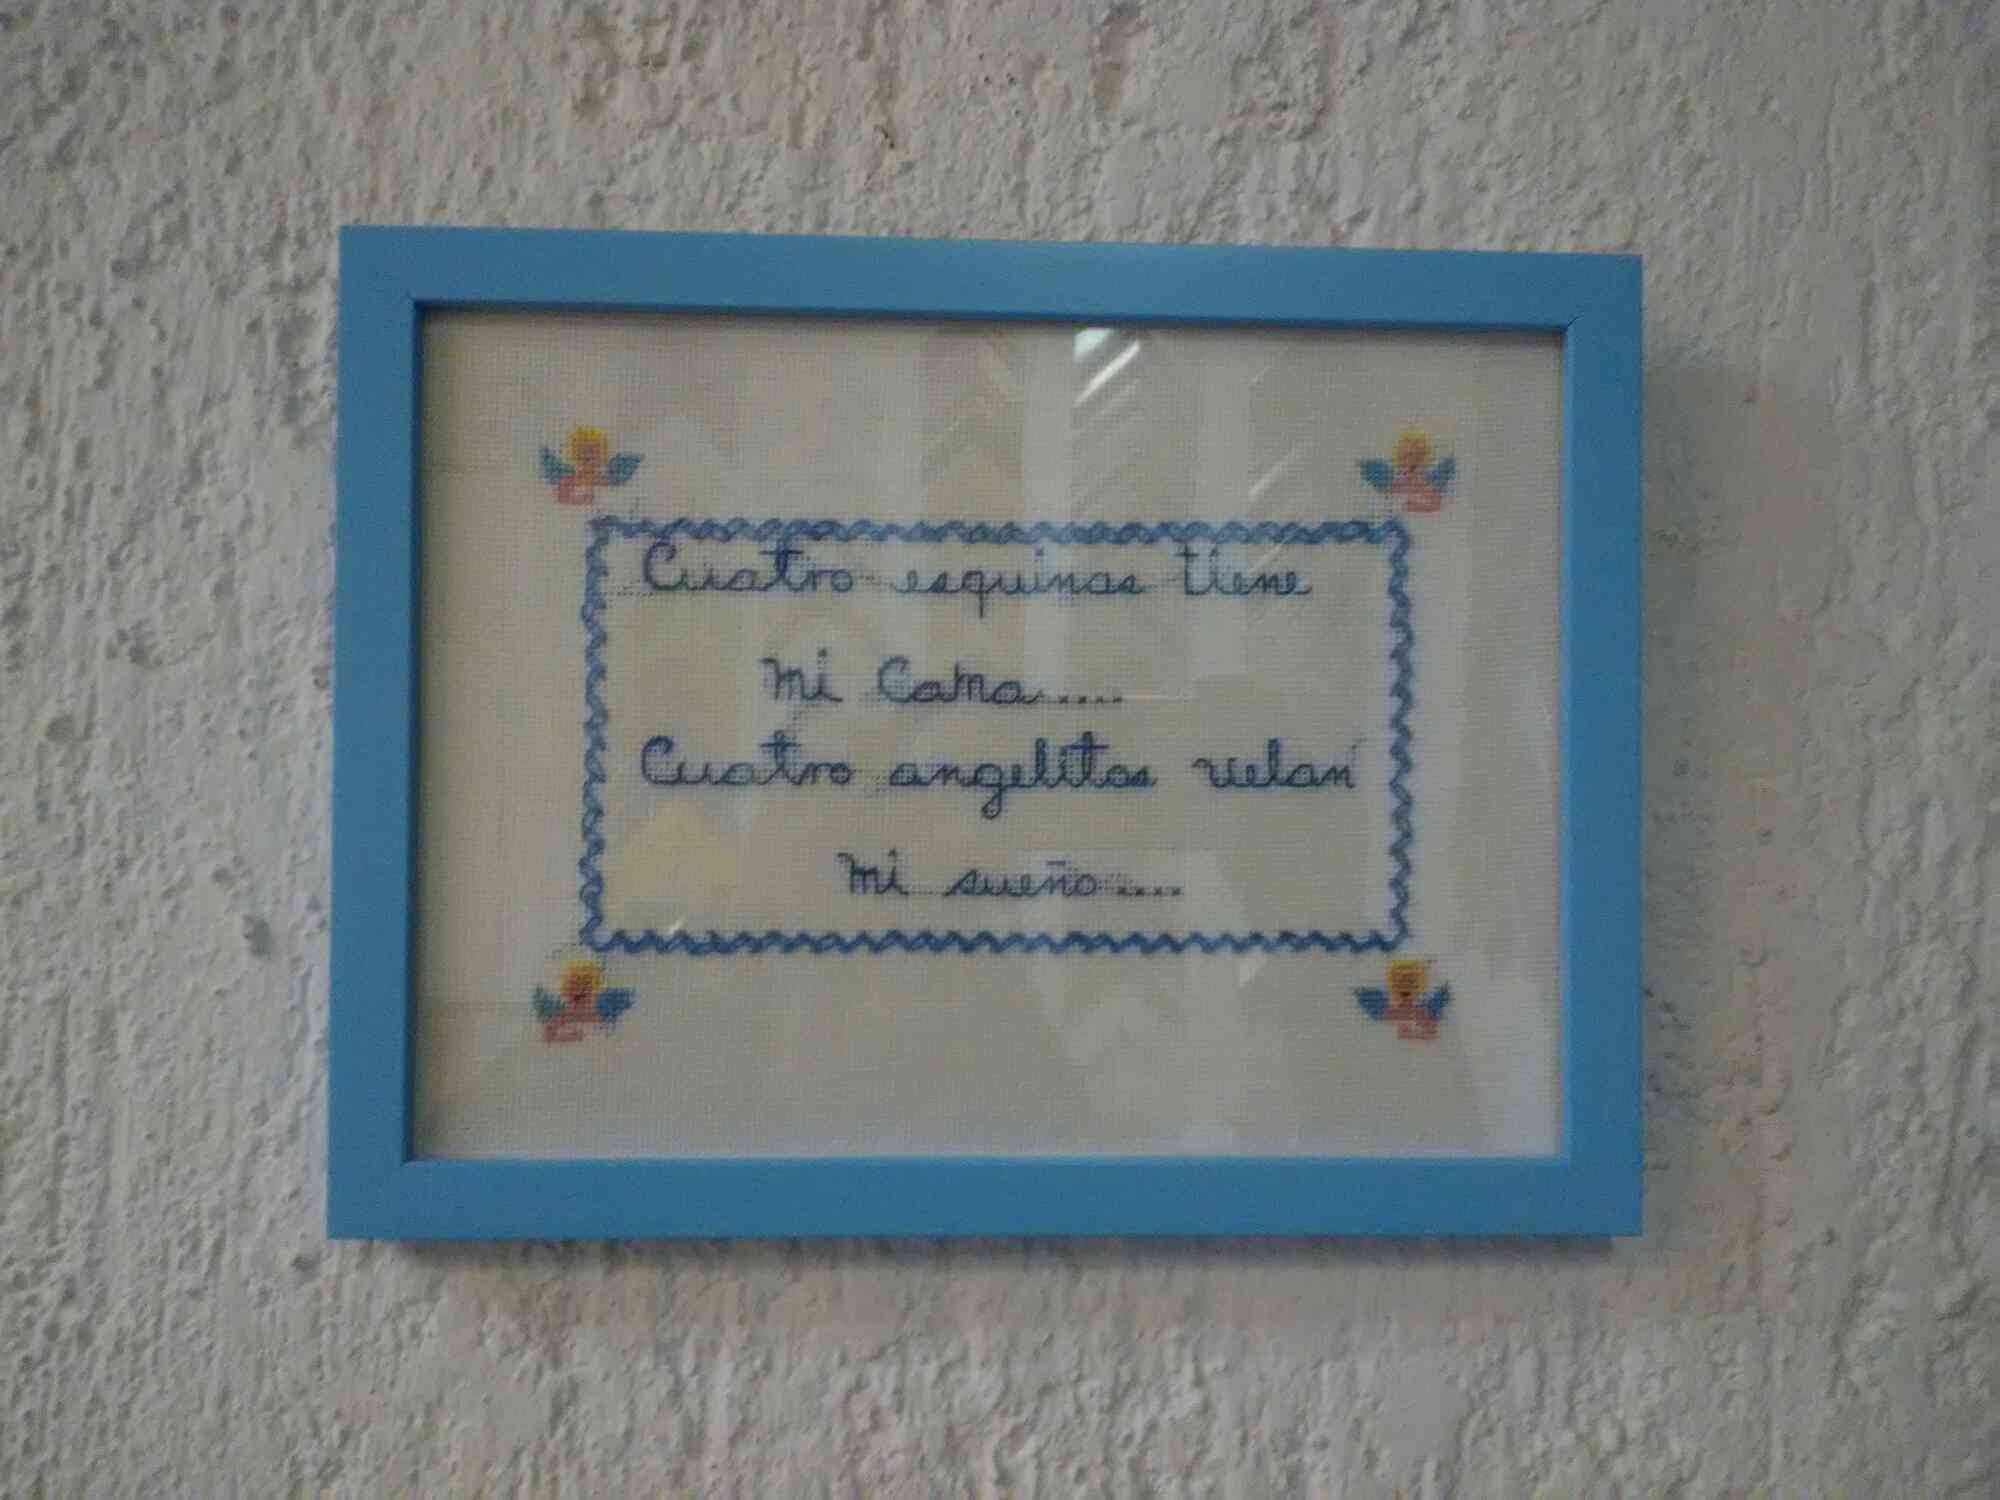 Cuatro esquinas tiene
mi Cama....
Cuatro angelitos velan
mi sueño....